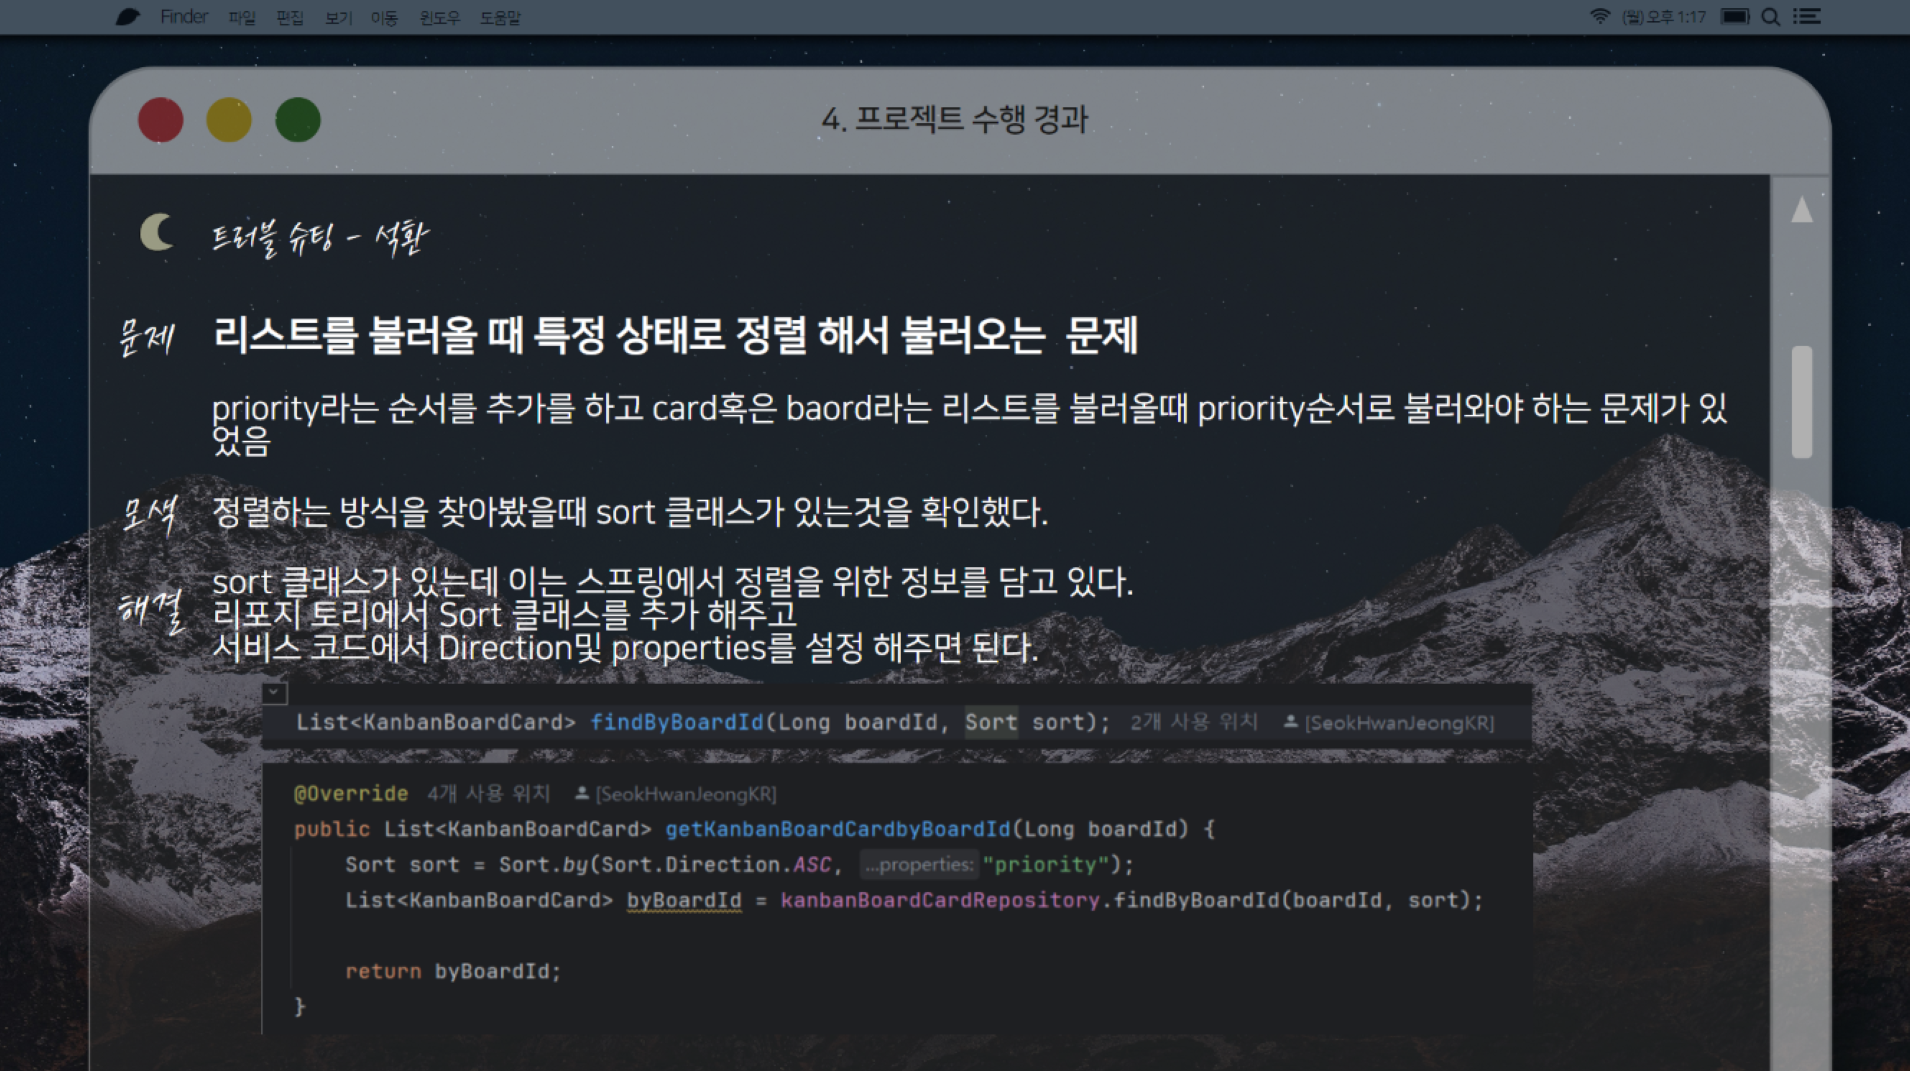 Finder 파일 편집 보기 이동 윈도우 도움말 (월)오후 1:17
4. 프로젝트 수행 경과
트러블 슈팅 - 석환
문제 리스트를 불러올 때 특정 상태로 정렬 해서 불러오는 문제
priority라는 순서를 추가를 하고 card혹은 baord라는 리스트를 불러올때 priority순서로 불러와야 하는 문제가 있
었음
모색 정렬하는 방식을 찾아봤을때 sort 클래스가 있는것을 확인했다.
sort 클래스가 있는데 이는 스프링에서 정렬을 위한 정보를 담고 있다.
해결 리포지 토리에서 Sort 클래스를 추가 해주고
서비스 코드에서 Direction및 properties를 설정 해주면 된다.
List<KanbanBoardCard> findByBoardId(Long boardId, Sort sort); 2개 사용 위치 [SeokHwanJeongKR]
@Override 4개 사용 위치 [SeokHwanJeongKR]
public List<KanbanBoardCard> getKanbanBoardCardbyBoardId(Long boardId) {
Sort sort = Sort.by(Sort.Direction.ASC, ...properties: "priority");
List<KanbanBoardCard> byBoardId = kanbanBoardCardRepository.findByBoardId(boardId, sort);
return byBoardId;
}